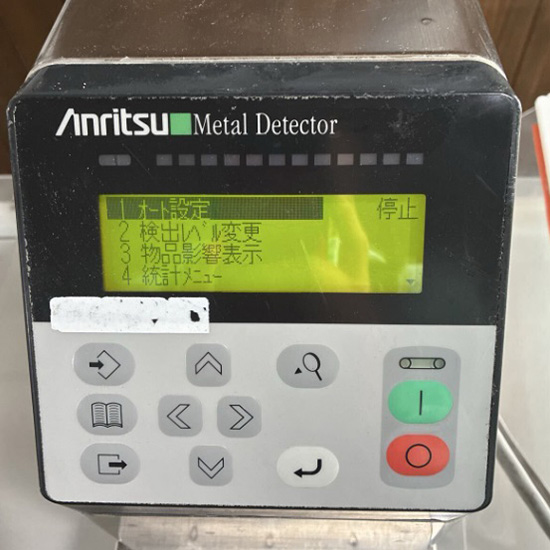 Anritsu Metal Detector
1 オート設定 停止
2 検出レベル変更
3 物品影響表示
4 統計メニュー